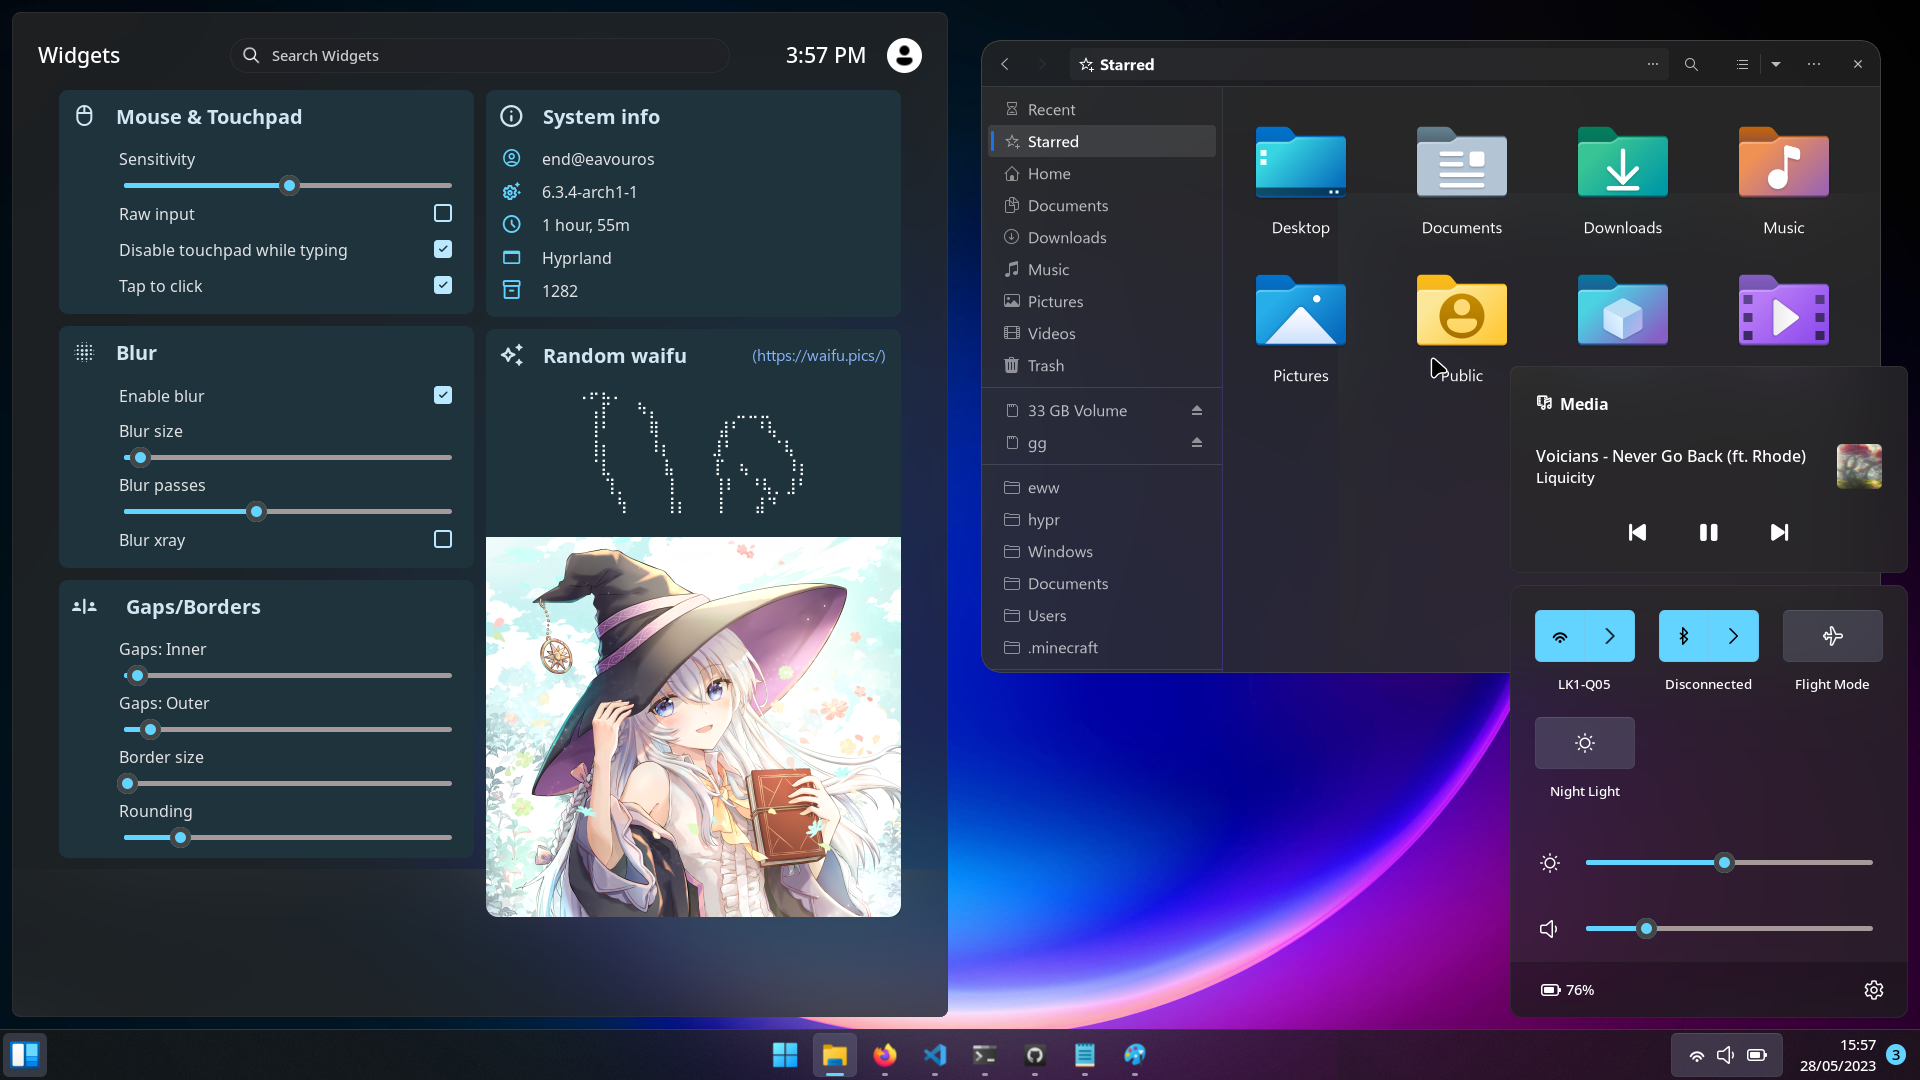 Widgets
Search Widgets
3:57 PM
Mouse & Touchpad
Sensitivity
Raw input
Disable touchpad while typing
Tap to click
Blur
Enable blur
Blur size
Blur passes
Blur xray
Gaps/Borders
Gaps: Inner
Gaps: Outer
Border size
Rounding
System info
end@eavouros
6.3.4-arch1-1
1 hour, 55m
Hyprland
1282
Random waifu
(https://waifu.pics/)
Starred
Recent
Starred
Home
Documents
Downloads
Music
Pictures
Videos
Trash
33 GB Volume
gg
eww
hypr
Windows
Documents
Users
.minecraft
Desktop
Documents
Downloads
Music
Pictures
Public
Media
Voicians - Never Go Back (ft. Rhode)
Liquicity
LK1-Q05
Disconnected
Flight Mode
Night Light
76%
15:57
28/05/2023
3